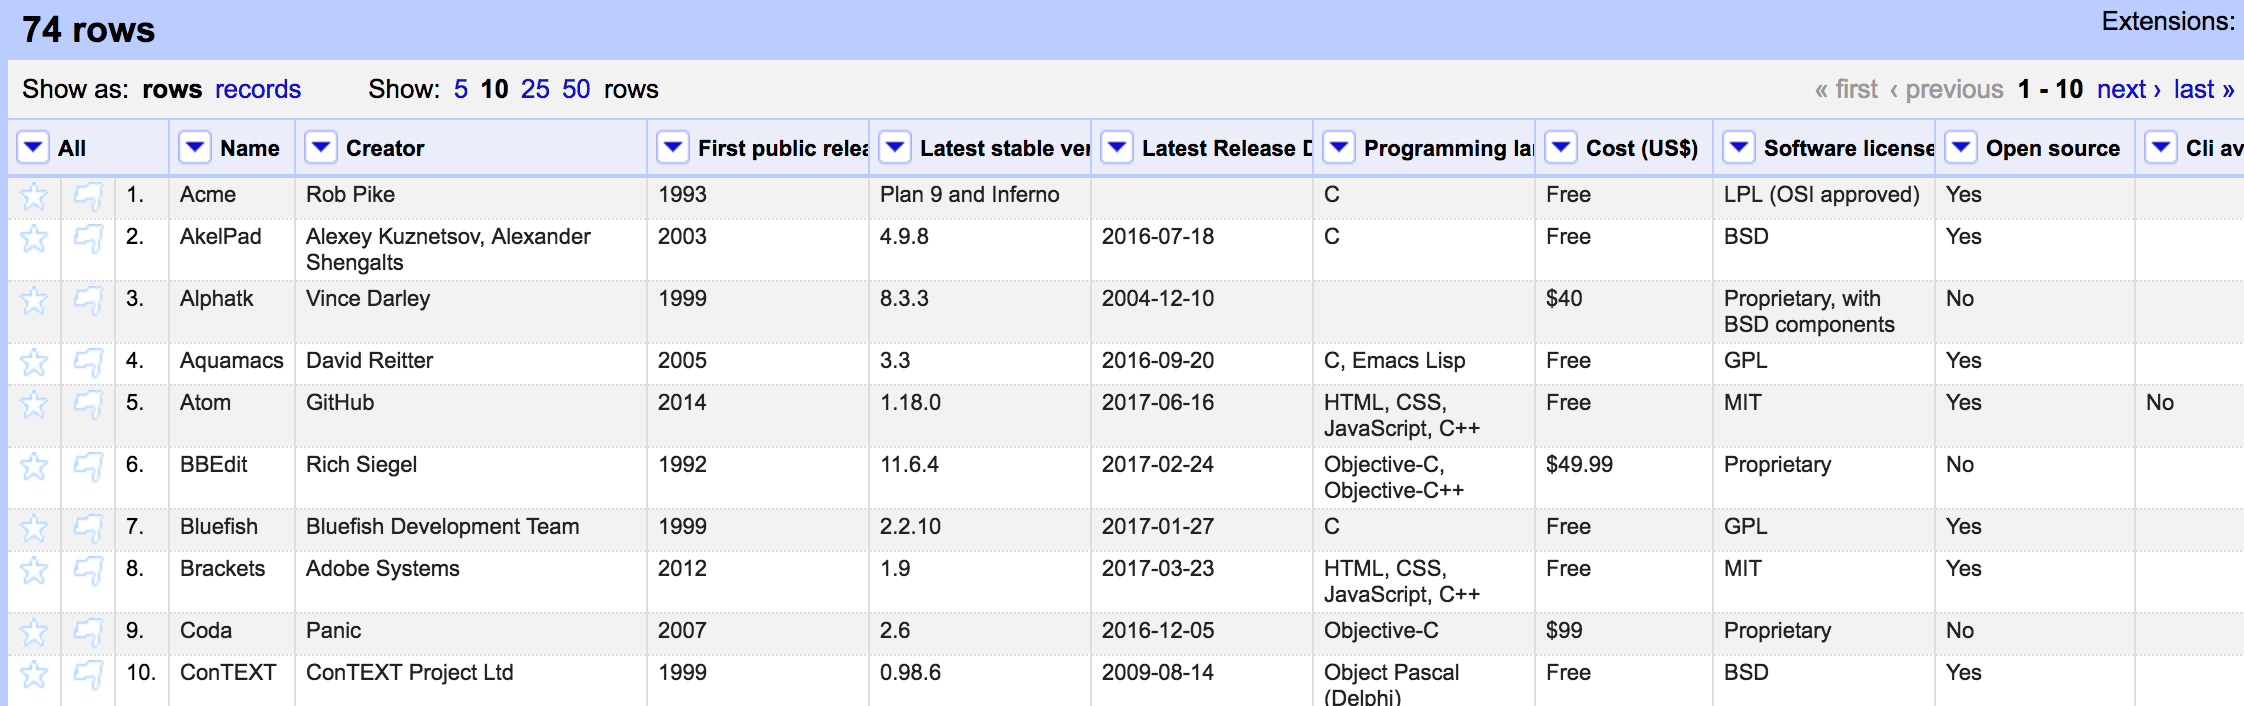 74 rows
Extensions:
Show as: rows records Show: 5 10 25 50 rows « first ‹ previous 1 - 10 next › last »
All Name Creator First public relea Latest stable ver Latest Release D Programming la Cost (US$) Software license Open source Cli av
1. Acme Rob Pike 1993 Plan 9 and Inferno C Free LPL (OSI approved) Yes
2. AkelPad Alexey Kuznetsov, Alexander 2003 4.9.8 2016-07-18 C Free BSD Yes
Shengalts
3. Alphatk Vince Darley 1999 8.3.3 2004-12-10 $40 Proprietary, with No
BSD components
4. Aquamacs David Reitter 2005 3.3 2016-09-20 C, Emacs Lisp Free GPL Yes
5. Atom GitHub 2014 1.18.0 2017-06-16 HTML, CSS, Free MIT Yes No
JavaScript, C++
6. BBEdit Rich Siegel 1992 11.6.4 2017-02-24 Objective-C, $49.99 Proprietary No
Objective-C++
7. Bluefish Bluefish Development Team 1999 2.2.10 2017-01-27 C Free GPL Yes
8. Brackets Adobe Systems 2012 1.9 2017-03-23 HTML, CSS, Free MIT Yes
JavaScript, C++
9. Coda Panic 2007 2.6 2016-12-05 Objective-C $99 Proprietary No
10. ConTEXT ConTEXT Project Ltd 1999 0.98.6 2009-08-14 Object Pascal Free BSD Yes
(Delphi)